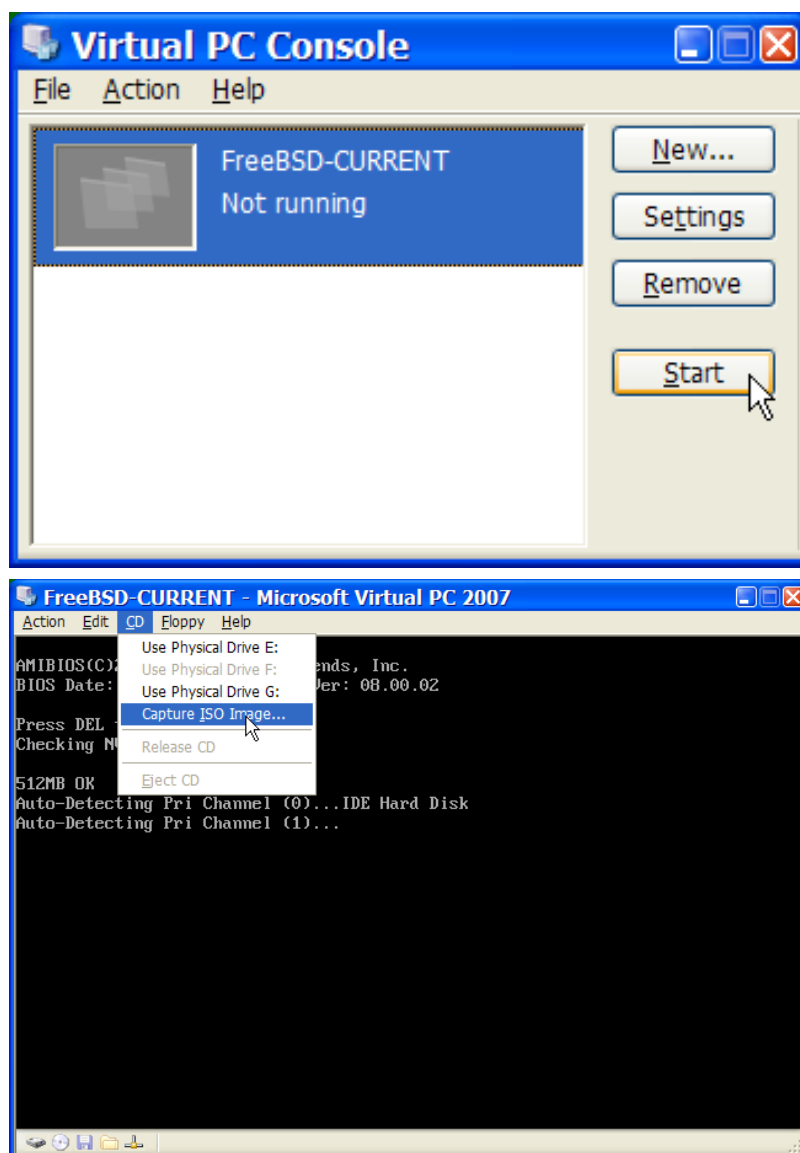 Virtual PC Console
File Action Help
FreeBSD-CURRENT
Not running
New...
Settings
Remove
Start
FreeBSD-CURRENT - Microsoft Virtual PC 2007
Action Edit CD Floppy Help
Use Physical Drive E:
Use Physical Drive F:
Use Physical Drive G:
Capture ISO Image...
Release CD
Eject CD
AMIBIOS(C) ends, Inc.
BIOS Date: Ver: 08.00.02
Press DEL
Checking
512MB OK
Auto-Detecting Pri Channel (0)...IDE Hard Disk
Auto-Detecting Pri Channel (1)...